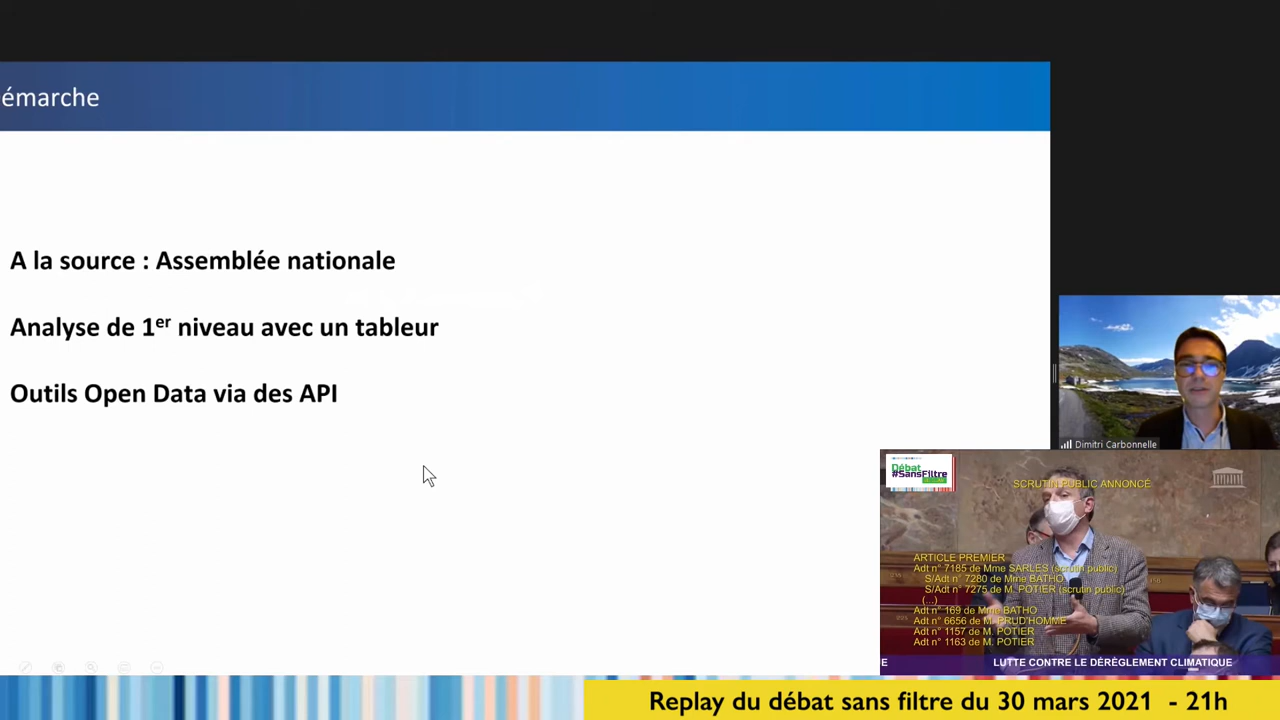 émarche
A la source : Assemblée nationale
Analyse de 1er niveau avec un tableur
Outils Open Data via des API
Dimitri Carbonnelle
Débat
#SansFiltre
SCRUTIN PUBLIC ANNONCÉ
ARTICLE PREMIER
Adt n° 7185 de Mme SARLES (scrutin public)
S/Adt n° 7280 de Mme BATHO
S/Adt n° 7275 de M. POTIER (scrutin public)
(...)
Adt n° 169 de Mme BATHO
Adt n° 6656 de M. PRUD'HOMME
Adt n° 1157 de M. POTIER
Adt n° 1163 de M. POTIER
UE LUTTE CONTRE LE DÉRÈGLEMENT CLIMATIQUE
Replay du débat sans filtre du 30 mars 2021 - 21h